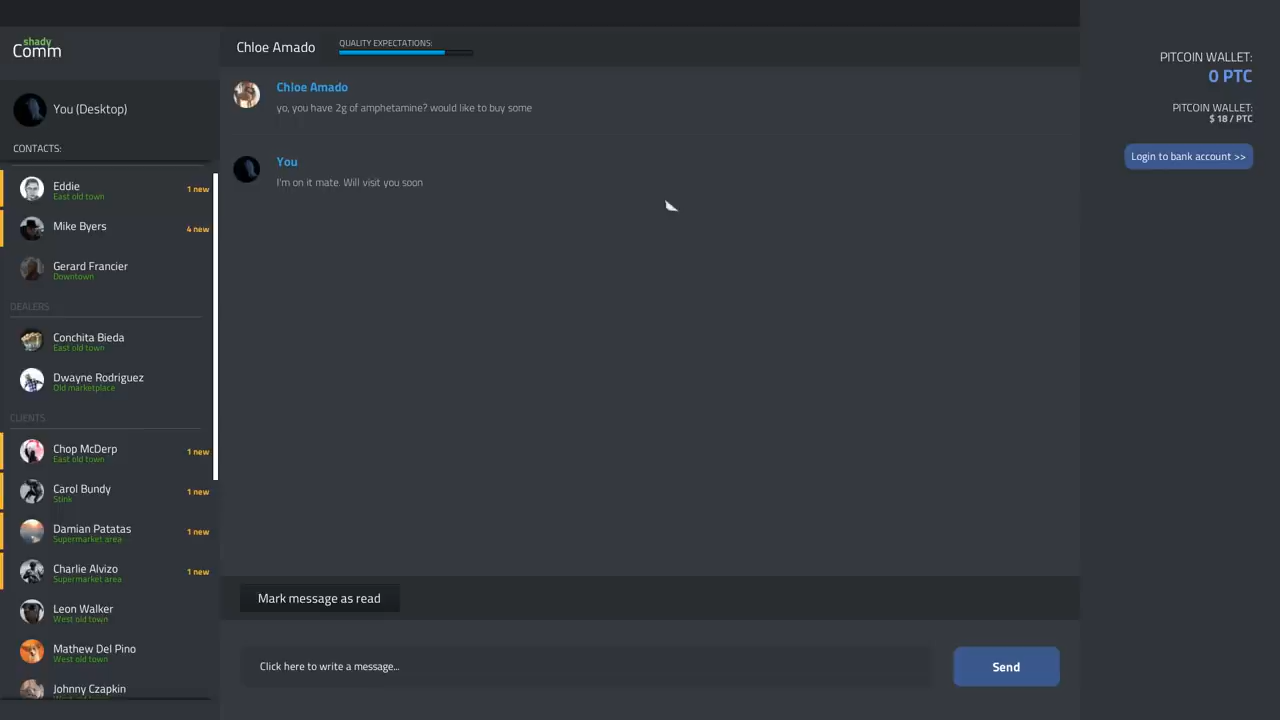 shady
Comm
You (Desktop)
CONTACTS:
Eddie
East old town
1 new
Mike Byers
4 new
Gerard Francier
Downtown
DEALERS
Conchita Bieda
East old town
Dwayne Rodriguez
Old marketplace
CLIENTS
Chop McDerp
East old town
1 new
Carol Bundy
Stink
1 new
Damian Patatas
Supermarket area
1 new
Charlie Alvizo
Supermarket area
1 new
Leon Walker
West old town
Mathew Del Pino
West old town
Johnny Czapkin
Chloe Amado
QUALITY EXPECTATIONS:
Chloe Amado
yo, you have 2g of amphetamine? would like to buy some
You
I'm on it mate. Will visit you soon
Mark message as read
Click here to write a message...
Send
PITCOIN WALLET:
0 PTC
PITCOIN WALLET:
$ 18 / PTC
Login to bank account >>